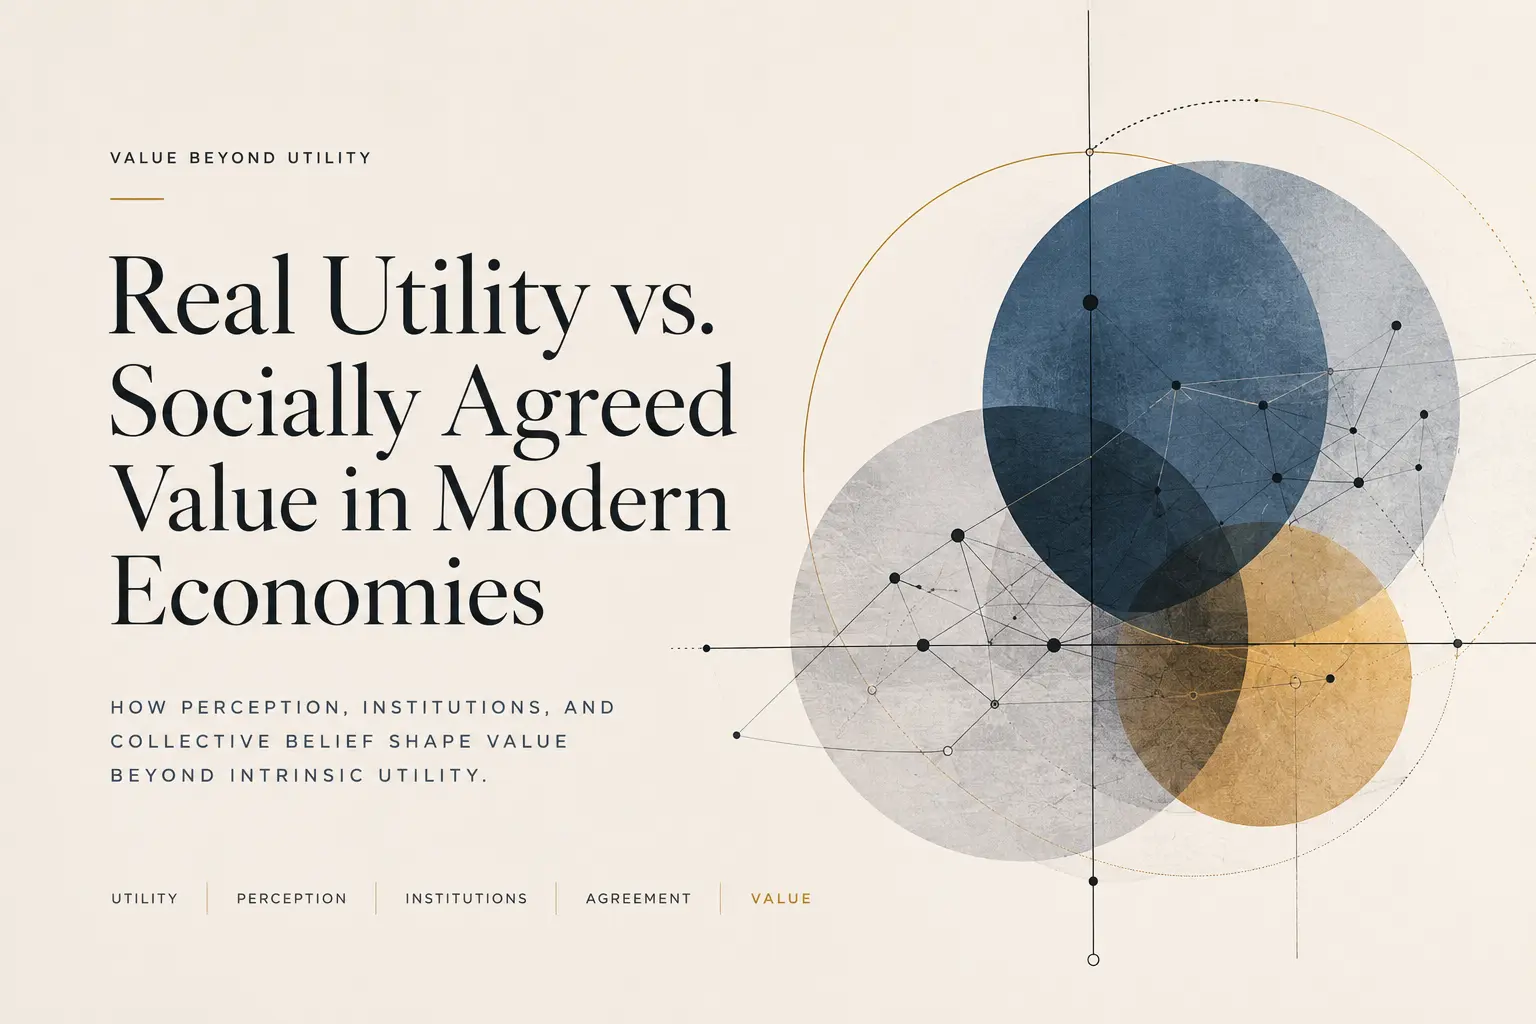 VALUE BEYOND UTILITY
Real Utility vs.
Socially Agreed
Value in Modern
Economies
HOW PERCEPTION, INSTITUTIONS, AND
COLLECTIVE BELIEF SHAPE VALUE
BEYOND INTRINSIC UTILITY.
UTILITY PERCEPTION INSTITUTIONS AGREEMENT VALUE